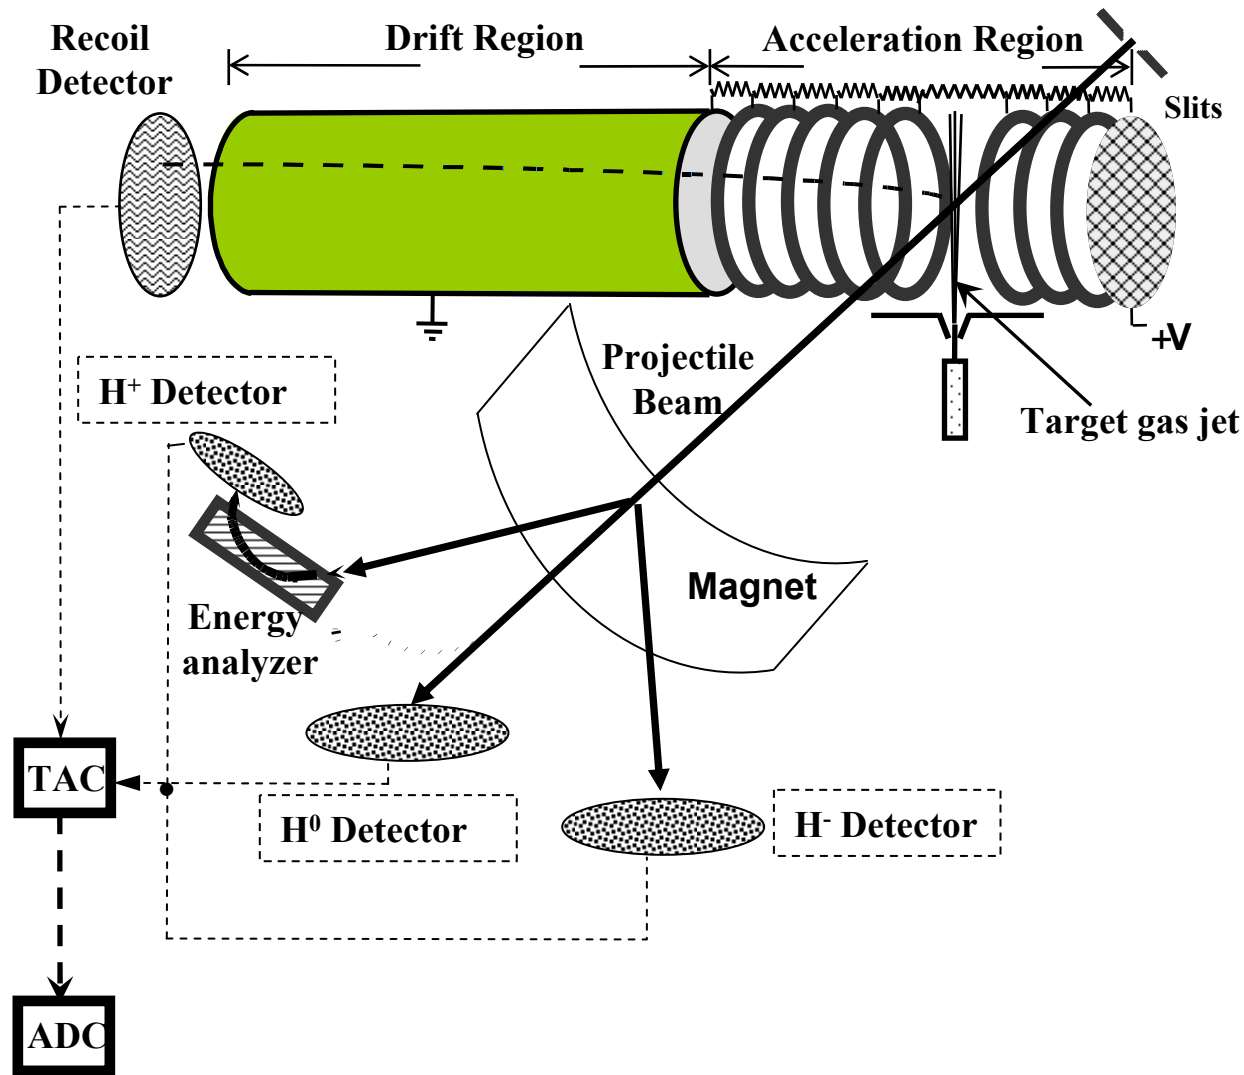 Recoil
Detector
Drift Region
Acceleration Region
Slits
+V
Projectile
Beam
Target gas jet
H⁺ Detector
Magnet
Energy
analyzer
TAC
H⁰ Detector
H⁻ Detector
ADC